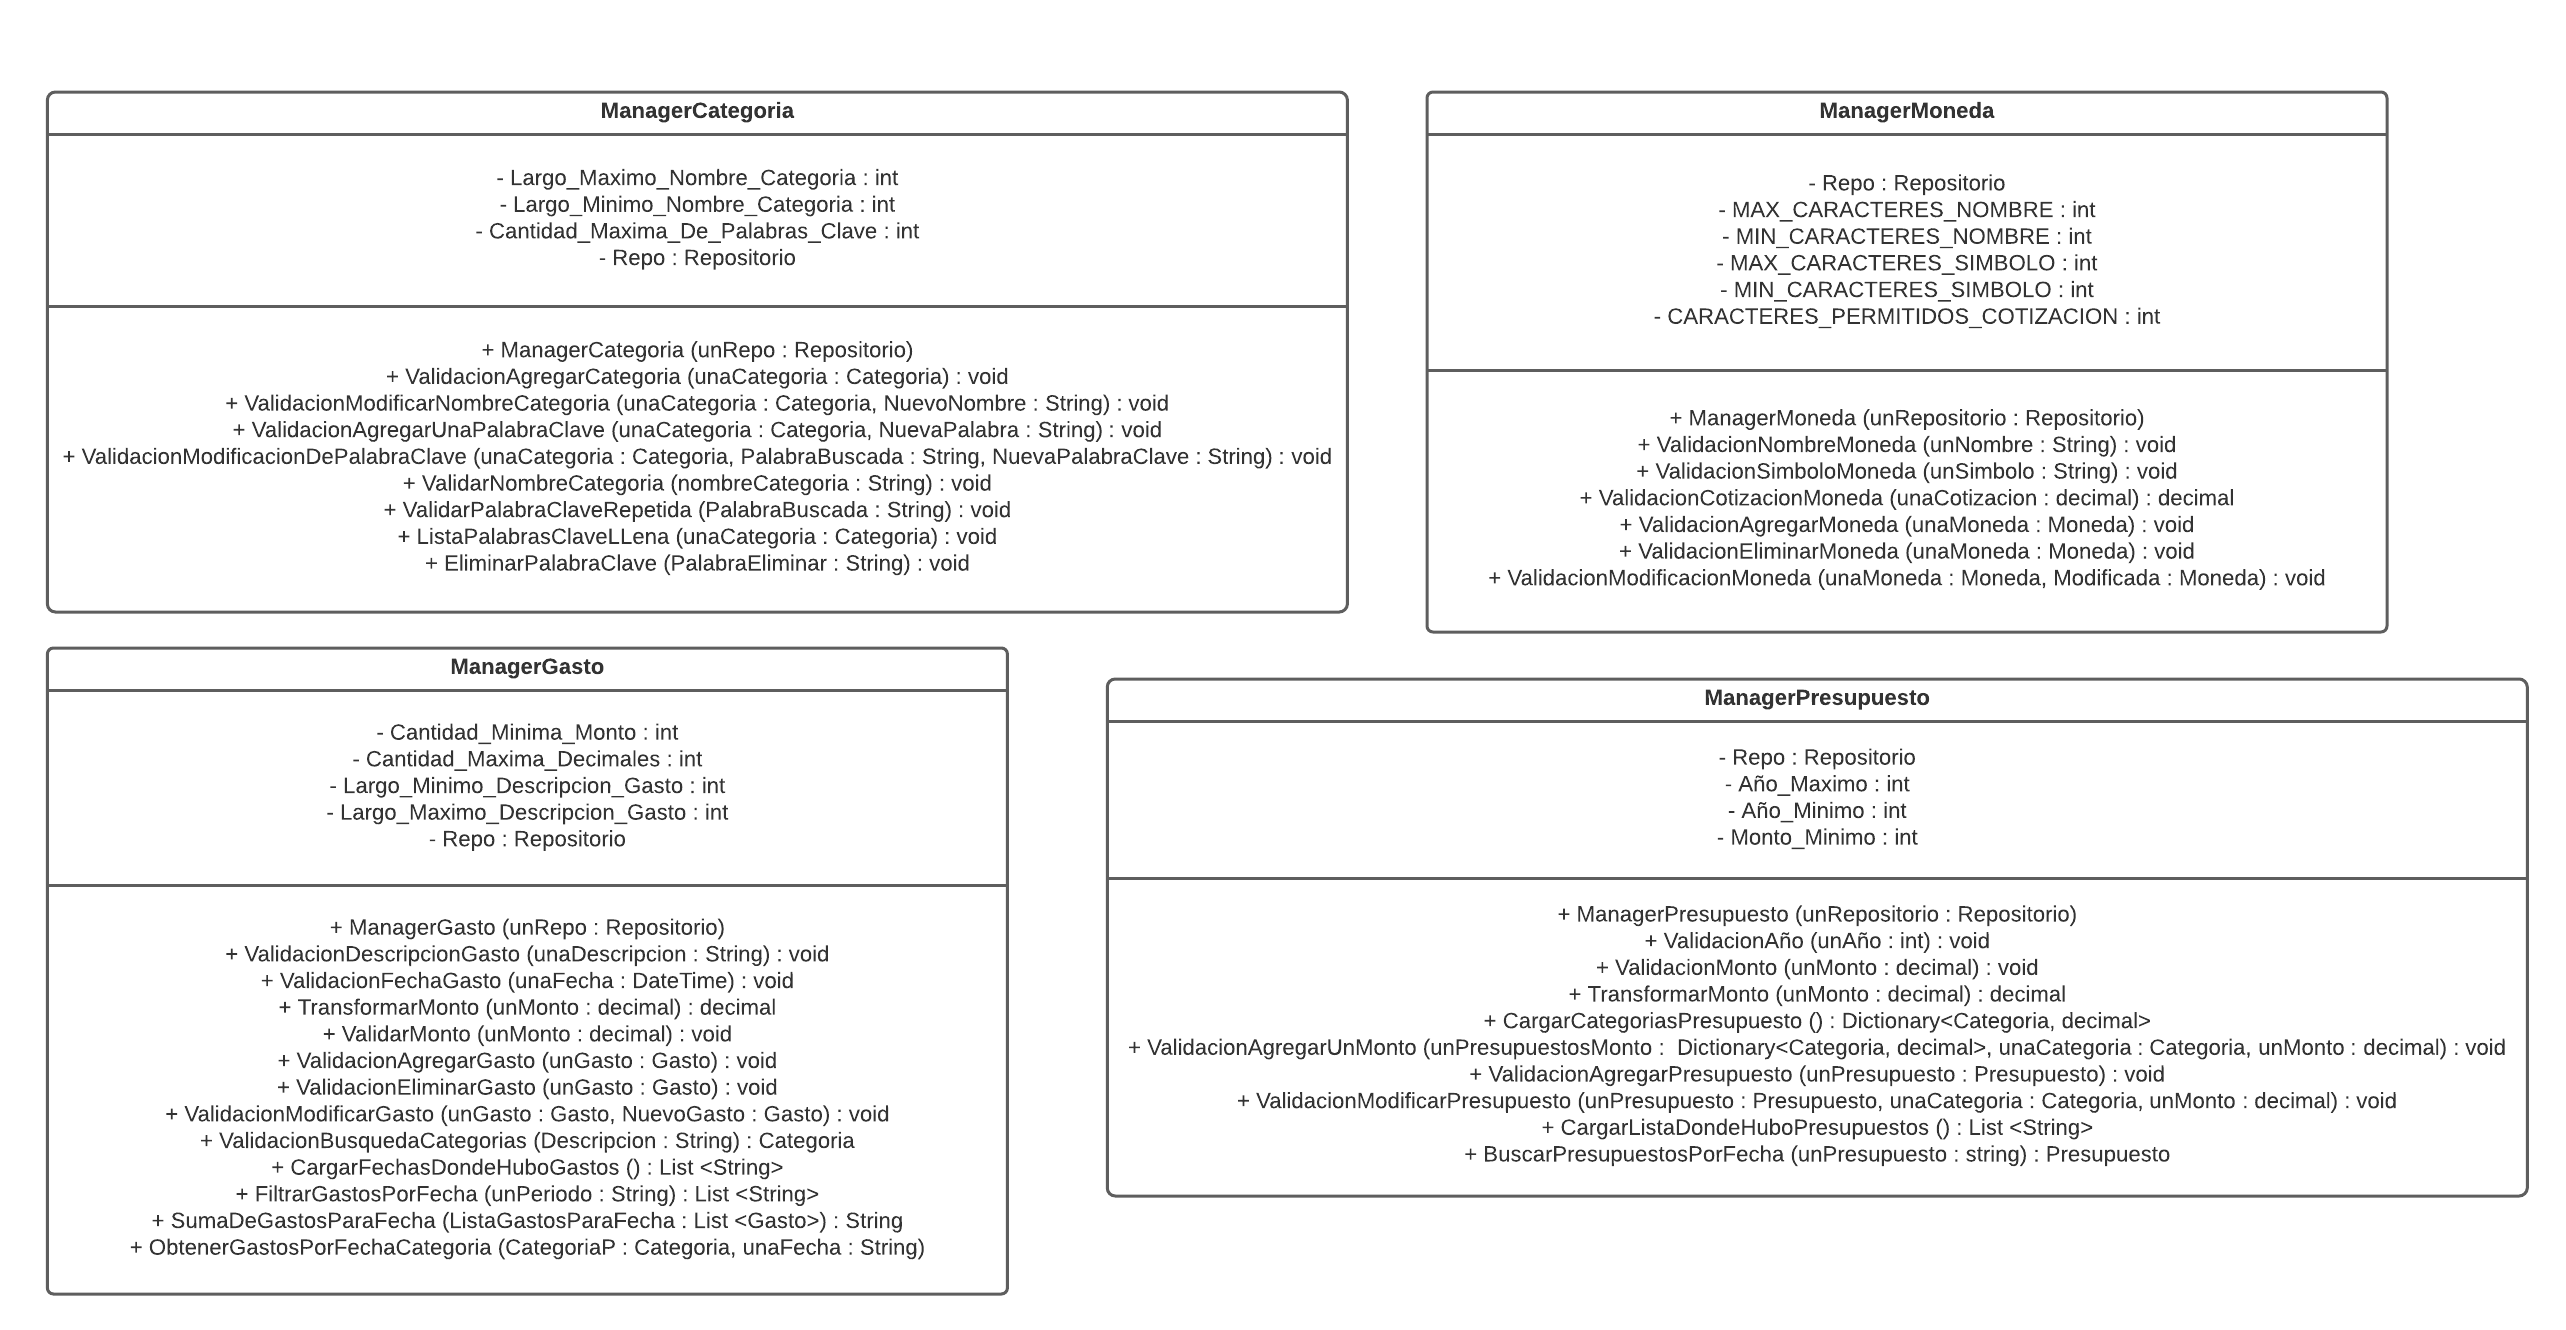 ManagerCategoria
- Largo_Maximo_Nombre_Categoria : int
- Largo_Minimo_Nombre_Categoria : int
- Cantidad_Maxima_De_Palabras_Clave : int
- Repo : Repositorio
+ ManagerCategoria (unRepo : Repositorio)
+ ValidacionAgregarCategoria (unaCategoria : Categoria) : void
+ ValidacionModificarNombreCategoria (unaCategoria : Categoria, NuevoNombre : String) : void
+ ValidacionAgregarUnaPalabraClave (unaCategoria : Categoria, NuevaPalabra : String) : void
+ ValidacionModificacionDePalabraClave (unaCategoria : Categoria, PalabraBuscada : String, NuevaPalabraClave : String) : void
+ ValidarNombreCategoria (nombreCategoria : String) : void
+ ValidarPalabraClaveRepetida (PalabraBuscada : String) : void
+ ListaPalabrasClaveLLena (unaCategoria : Categoria) : void
+ EliminarPalabraClave (PalabraEliminar : String) : void
ManagerMoneda
- Repo : Repositorio
- MAX_CARACTERES_NOMBRE : int
- MIN_CARACTERES_NOMBRE : int
- MAX_CARACTERES_SIMBOLO : int
- MIN_CARACTERES_SIMBOLO : int
- CARACTERES_PERMITIDOS_COTIZACION : int
+ ManagerMoneda (unRepositorio : Repositorio)
+ ValidacionNombreMoneda (unNombre : String) : void
+ ValidacionSimboloMoneda (unSimbolo : String) : void
+ ValidacionCotizacionMoneda (unaCotizacion : decimal) : decimal
+ ValidacionAgregarMoneda (unaMoneda : Moneda) : void
+ ValidacionEliminarMoneda (unaMoneda : Moneda) : void
+ ValidacionModificacionMoneda (unaMoneda : Moneda, Modificada : Moneda) : void
ManagerGasto
- Cantidad_Minima_Monto : int
- Cantidad_Maxima_Decimales : int
- Largo_Minimo_Descripcion_Gasto : int
- Largo_Maximo_Descripcion_Gasto : int
- Repo : Repositorio
+ ManagerGasto (unRepo : Repositorio)
+ ValidacionDescripcionGasto (unaDescripcion : String) : void
+ ValidacionFechaGasto (unaFecha : DateTime) : void
+ TransformarMonto (unMonto : decimal) : decimal
+ ValidarMonto (unMonto : decimal) : void
+ ValidacionAgregarGasto (unGasto : Gasto) : void
+ ValidacionEliminarGasto (unGasto : Gasto) : void
+ ValidacionModificarGasto (unGasto : Gasto, NuevoGasto : Gasto) : void
+ ValidacionBusquedaCategorias (Descripcion : String) : Categoria
+ CargarFechasDondeHuboGastos () : List <String>
+ FiltrarGastosPorFecha (unPeriodo : String) : List <String>
+ SumaDeGastosParaFecha (ListaGastosParaFecha : List <Gasto>) : String
+ ObtenerGastosPorFechaCategoria (CategoriaP : Categoria, unaFecha : String)
ManagerPresupuesto
- Repo : Repositorio
- Año_Maximo : int
- Año_Minimo : int
- Monto_Minimo : int
+ ManagerPresupuesto (unRepositorio : Repositorio)
+ ValidacionAño (unAño : int) : void
+ ValidacionMonto (unMonto : decimal) : void
+ TransformarMonto (unMonto : decimal) : decimal
+ CargarCategoriasPresupuesto () : Dictionary<Categoria, decimal>
+ ValidacionAgregarUnMonto (unPresupuestosMonto :  Dictionary<Categoria, decimal>, unaCategoria : Categoria, unMonto : decimal) : void
+ ValidacionAgregarPresupuesto (unPresupuesto : Presupuesto) : void
+ ValidacionModificarPresupuesto (unPresupuesto : Presupuesto, unaCategoria : Categoria, unMonto : decimal) : void
+ CargarListaDondeHuboPresupuestos () : List <String>
+ BuscarPresupuestosPorFecha (unPresupuesto : string) : Presupuesto